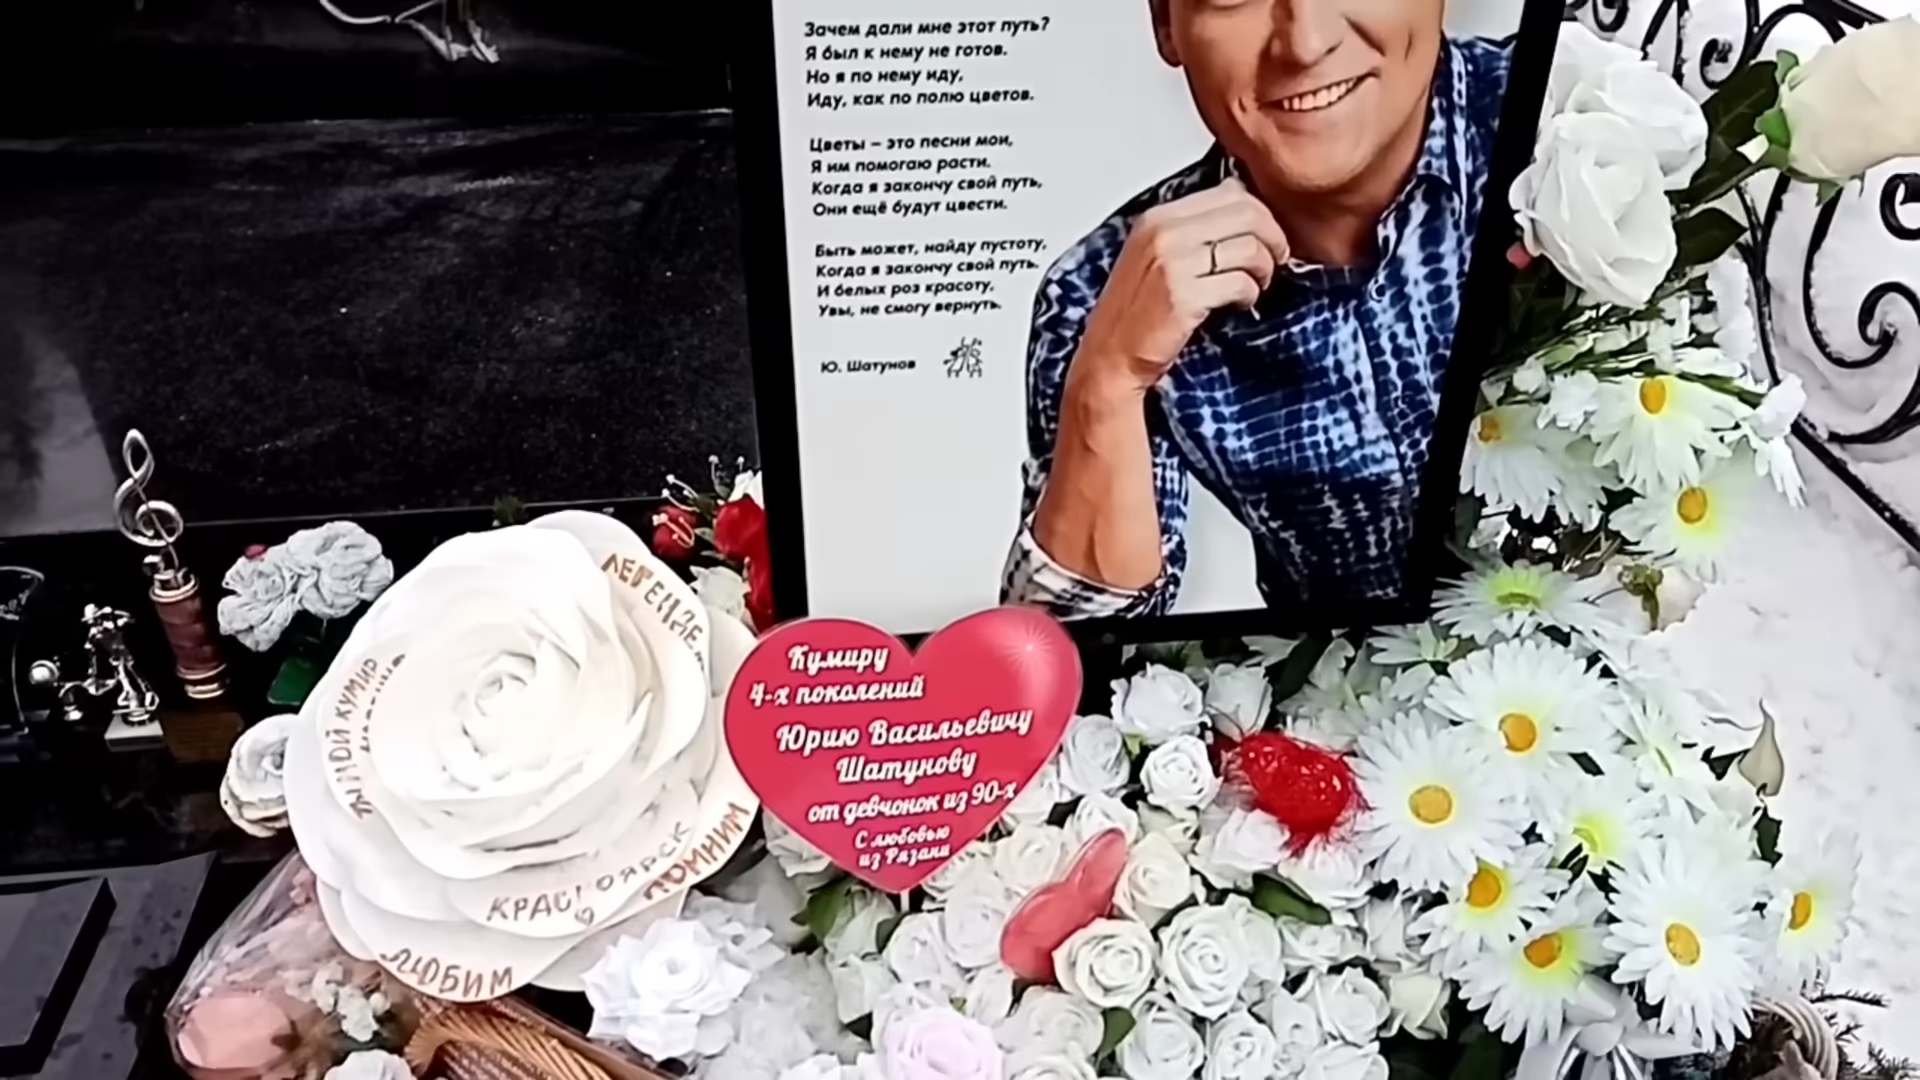 Зачем дали мне этот путь?
Я был к нему не готов.
Но я по нему иду,
Иду, как по полю цветов.
Цветы – это песни мои,
Я им помогаю расти.
Когда я закончу свой путь,
Они ещё будут цвести.
Быть может, найду пустоту,
Когда я закончу свой путь.
И белых роз красоту,
Увы, не смогу вернуть.
Ю. Шатунов
ЛЕГЕНДЕ
ТЫ МОЙ КУМИР
КРАСНОЯРСК
ПОМНИМ
ЛЮБИМ
Кумиру
4-х поколений
Юрию Васильевичу
Шатунову
от девчонок из 90-х
С любовью
из Рязани